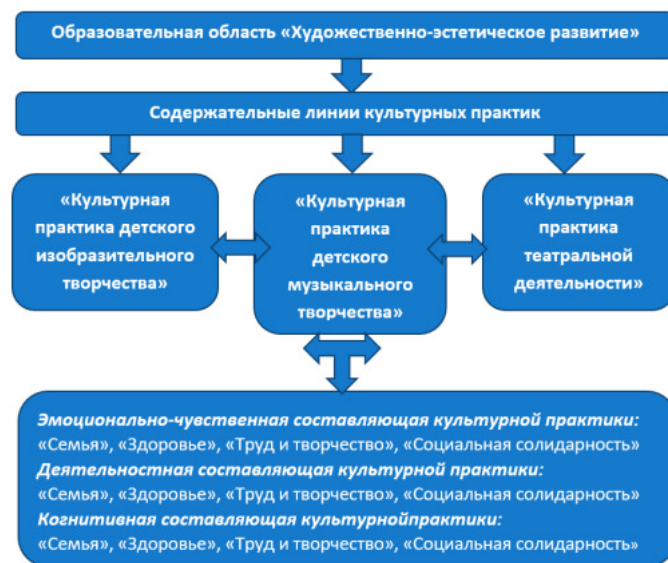 Образовательная область «Художественно-эстетическое развитие»
Содержательные линии культурных практик
«Культурная
практика детского
изобразительного
творчества»
«Культурная
практика
детского
музыкального
творчества»
«Культурная
практика
театральной
деятельности»
Эмоционально-чувственная составляющая культурной практики:
«Семья», «Здоровье», «Труд и творчество», «Социальная солидарность»
Деятельностная составляющая культурной практики:
«Семья», «Здоровье», «Труд и творчество», «Социальная солидарность»
Когнитивная составляющая культурнойпрактики:
«Семья», «Здоровье», «Труд и творчество», «Социальная солидарность»